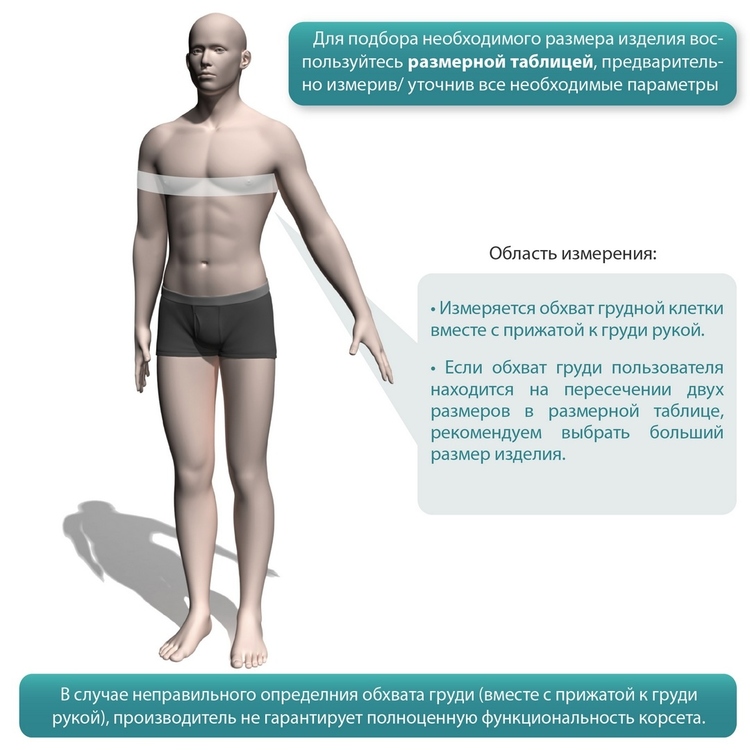 Для подбора необходимого размера изделия вос-
пользуйтесь размерной таблицей, предваритель-
но измерив/ уточнив все необходимые параметры
Область измерения:
• Измеряется обхват грудной клетки
вместе с прижатой к груди рукой.
• Если обхват груди пользователя
находится на пересечении двух
размеров в размерной таблице,
рекомендуем выбрать больший
размер изделия.
В случае неправильного определния обхвата груди (вместе с прижатой к груди
рукой), производитель не гарантирует полноценную функциональность корсета.